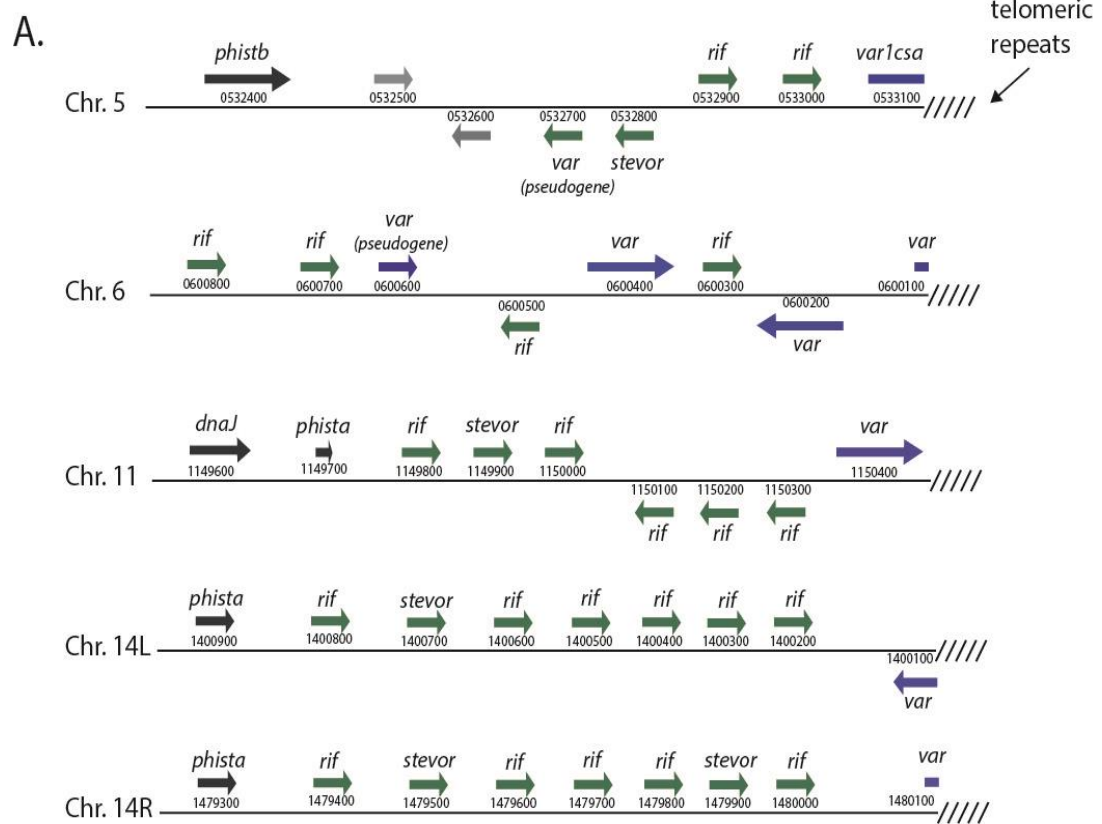 A.
telomeric
repeats
phistb rif rif var1csa
Chr. 5 0532400 0532500 0532900 0533000 0533100
0532600 0532700 0532800
var stevor
(pseudogene)
rif rif var (pseudogene) var rif var
Chr. 6 0600800 0600700 0600600 0600400 0600300 0600100
0600500 0600200
rif var
dnaJ phista rif stevor rif var
Chr. 11 1149600 1149700 1149800 1149900 1150000 1150400
1150100 1150200 1150300
rif rif rif
phista rif stevor rif rif rif rif rif
Chr. 14L 1400900 1400800 1400700 1400600 1400500 1400400 1400300 1400200
1400100
var
phista rif stevor rif rif rif stevor rif var
Chr. 14R 1479300 1479400 1479500 1479600 1479700 1479800 1479900 1480000 1480100